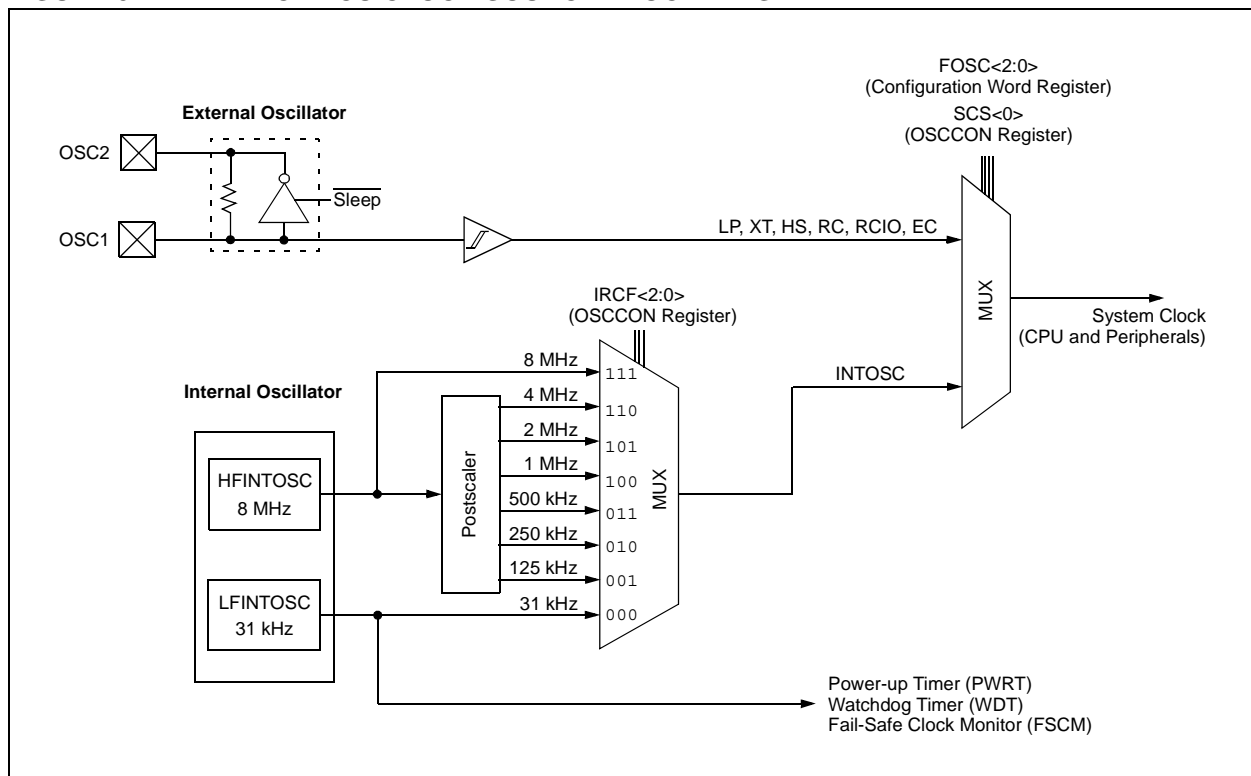 FOSC<2:0>
(Configuration Word Register)
SCS<0>
(OSCCON Register)
External Oscillator
OSC2
Sleep
OSC1
LP, XT, HS, RC, RCIO, EC
IRCF<2:0>
(OSCCON Register)
MUX
System Clock
(CPU and Peripherals)
8 MHz
111
INTOSC
Internal Oscillator
4 MHz
110
2 MHz
101
HFINTOSC
8 MHz
Postscaler
1 MHz
100
MUX
500 kHz
011
250 kHz
010
125 kHz
001
LFINTOSC
31 kHz
31 kHz
000
Power-up Timer (PWRT)
Watchdog Timer (WDT)
Fail-Safe Clock Monitor (FSCM)